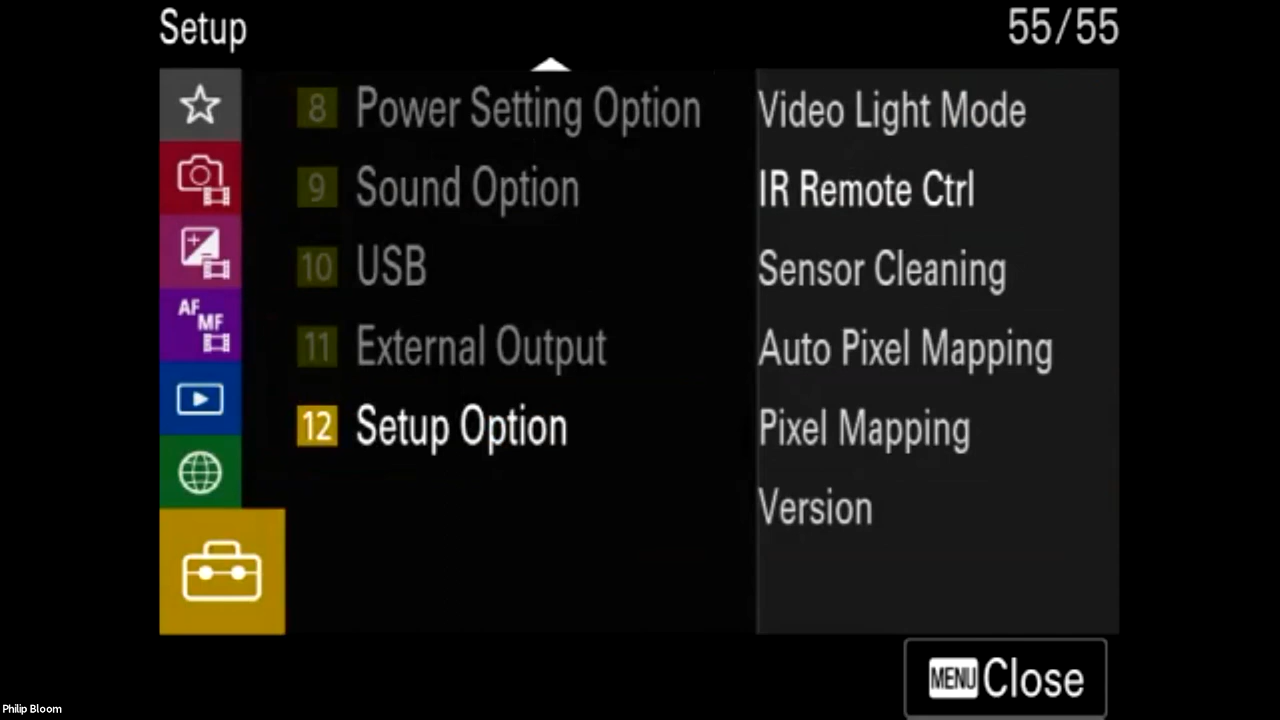 Setup
55/55
8 Power Setting Option
9 Sound Option
10 USB
11 External Output
12 Setup Option
Video Light Mode
IR Remote Ctrl
Sensor Cleaning
Auto Pixel Mapping
Pixel Mapping
Version
AF
MF
MENU Close
Philip Bloom